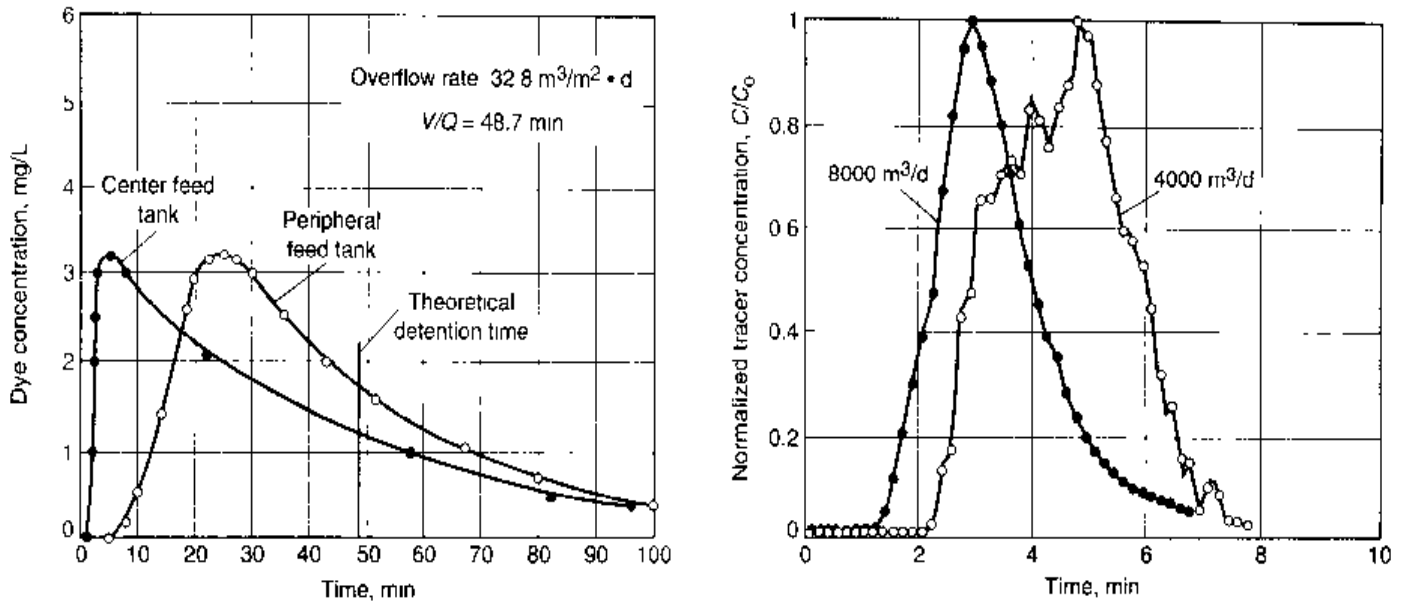 6
5
4
3
2
1
0
Dye concentration, mg/L
Overflow rate 32 8 m³/m² • d
V/Q = 48.7 min
Center feed
tank
Peripheral
feed tank
Theoretical
detention time
0
10
20
30
40
50
60
70
80
90
100
Time, min
1
0.8
0.6
0.4
0.2
0
Normalized tracer concentration, C/C₀
8000 m³/d
4000 m³/d
0
2
4
6
8
10
Time, min